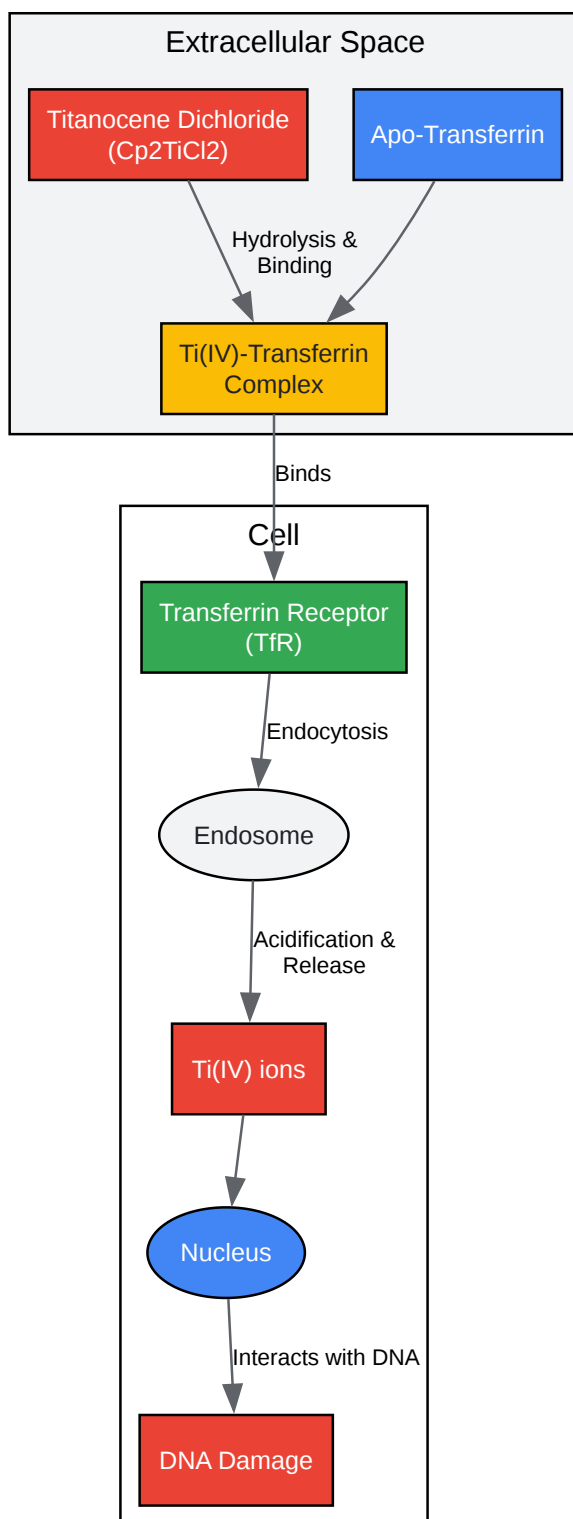 Extracellular Space
Titanocene Dichloride
(Cp2TiCl2)
Apo-Transferrin
Hydrolysis &
Binding
Ti(IV)-Transferrin
Complex
Binds
Cell
Transferrin Receptor
(TfR)
Endocytosis
Endosome
Acidification &
Release
Ti(IV) ions
Nucleus
Interacts with DNA
DNA Damage